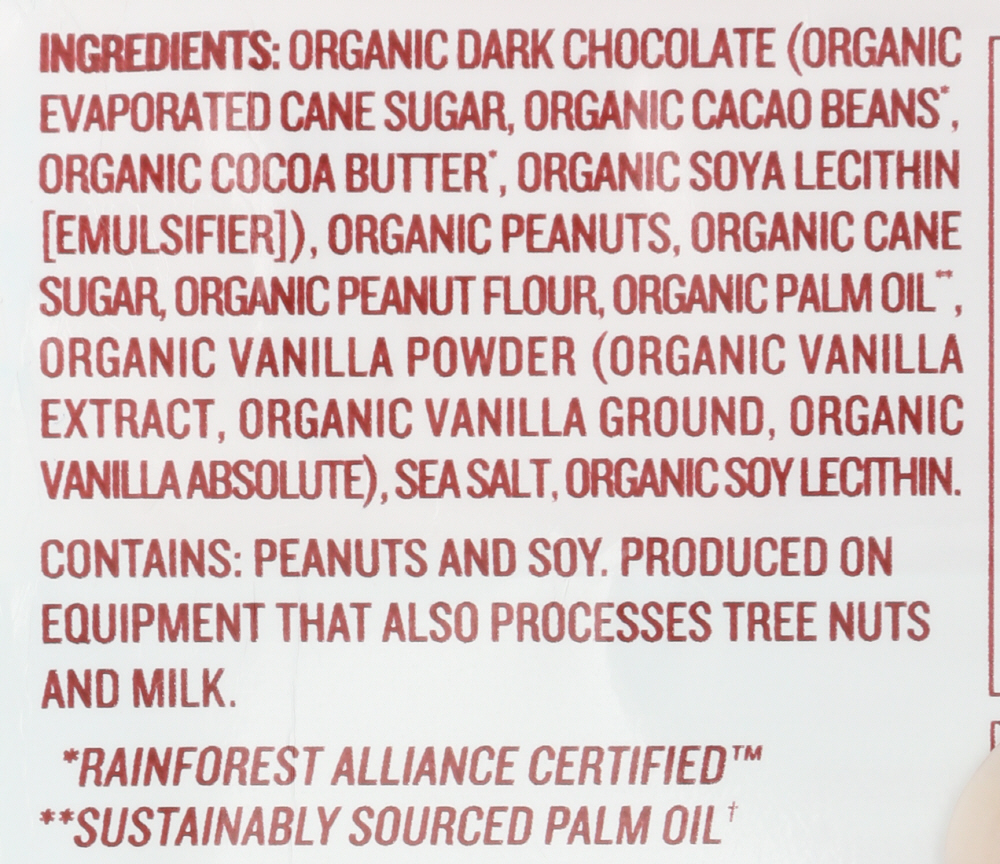 INGREDIENTS: ORGANIC DARK CHOCOLATE (ORGANIC
EVAPORATED CANE SUGAR, ORGANIC CACAO BEANS*,
ORGANIC COCOA BUTTER*, ORGANIC SOYA LECITHIN
[EMULSIFIER]), ORGANIC PEANUTS, ORGANIC CANE
SUGAR, ORGANIC PEANUT FLOUR, ORGANIC PALM OIL**,
ORGANIC VANILLA POWDER (ORGANIC VANILLA
EXTRACT, ORGANIC VANILLA GROUND, ORGANIC
VANILLA ABSOLUTE), SEA SALT, ORGANIC SOY LECITHIN.
CONTAINS: PEANUTS AND SOY. PRODUCED ON
EQUIPMENT THAT ALSO PROCESSES TREE NUTS
AND MILK.
*RAINFOREST ALLIANCE CERTIFIED™
**SUSTAINABLY SOURCED PALM OIL†